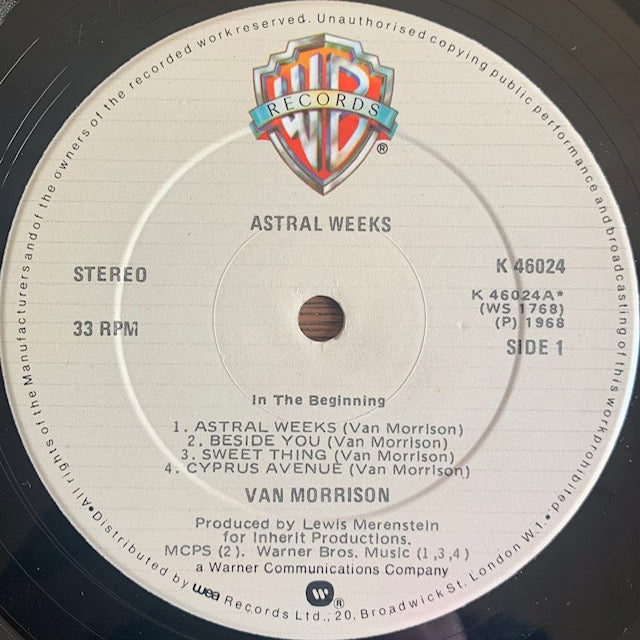 WB
RECORDS
®
ASTRAL WEEKS
STEREO
33 RPM
K 46024
K 46024A*
(WS 1768)
(P) 1968
SIDE 1
In The Beginning
1. ASTRAL WEEKS (Van Morrison)
2. BESIDE YOU (Van Morrison)
3. SWEET THING (Van Morrison)
4. CYPRUS AVENUE (Van Morrison)
VAN MORRISON
Produced by Lewis Merenstein
for Inherit Productions.
MCPS (2). Warner Bros. Music (1,3,4)
a Warner Communications Company
®
All rights of the Manufacturers and of the owners of the recorded work reserved. Unauthorised copying public performance and broadcasting of this work prohibited.
• Distributed by wea Records Ltd., 20, Broadwick St. London W.1. •